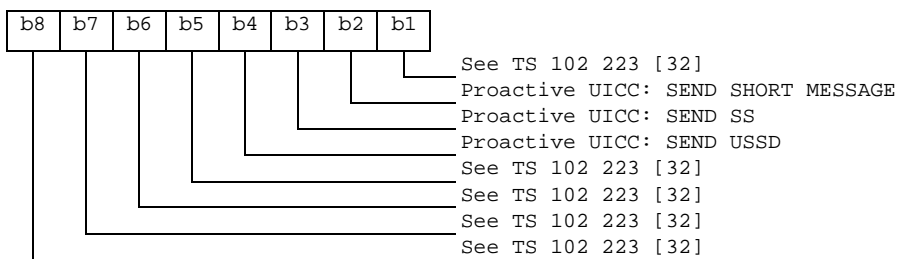 b8 b7 b6 b5 b4 b3 b2 b1
See TS 102 223 [32]
Proactive UICC: SEND SHORT MESSAGE
Proactive UICC: SEND SS
Proactive UICC: SEND USSD
See TS 102 223 [32]
See TS 102 223 [32]
See TS 102 223 [32]
See TS 102 223 [32]